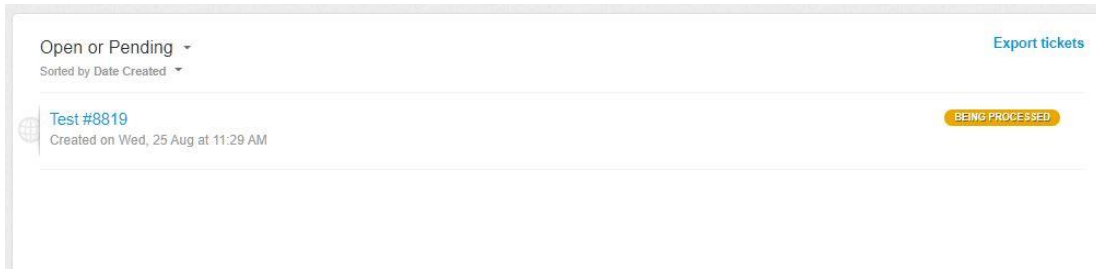 Open or Pending
Export tickets
Sorted by Date Created
Test #8819
BEING PROCESSED
Created on Wed, 25 Aug at 11:29 AM